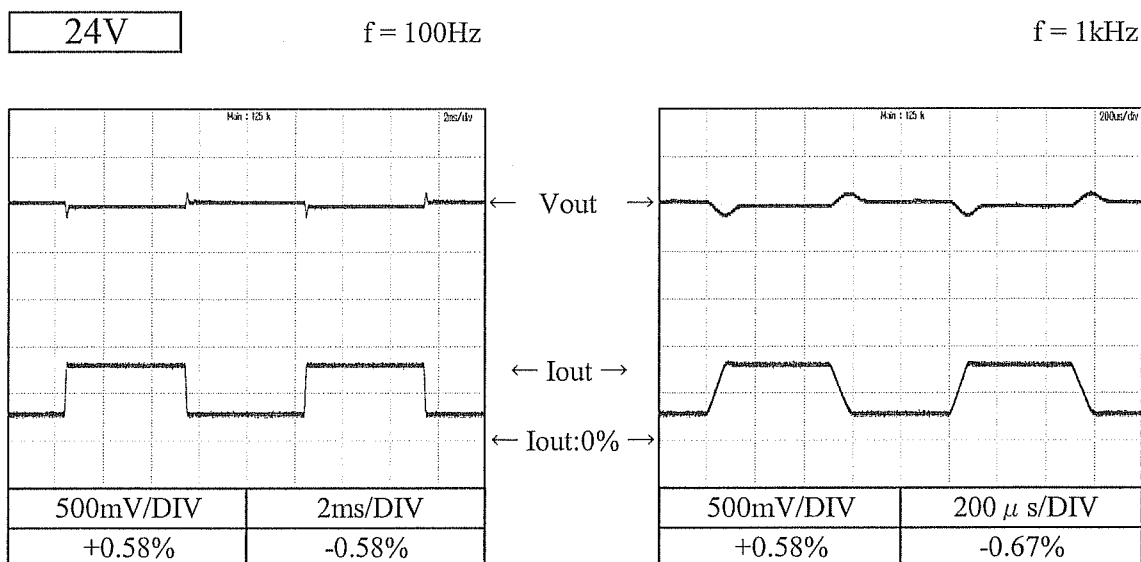 24V
f = 100Hz
f = 1kHz
Main : 125 k
2ms/div
Main : 125 k
200us/div
← Vout →
← Iout →
← Iout:0% →
500mV/DIV
2ms/DIV
+0.58%
-0.58%
500mV/DIV
200 μ s/DIV
+0.58%
-0.67%